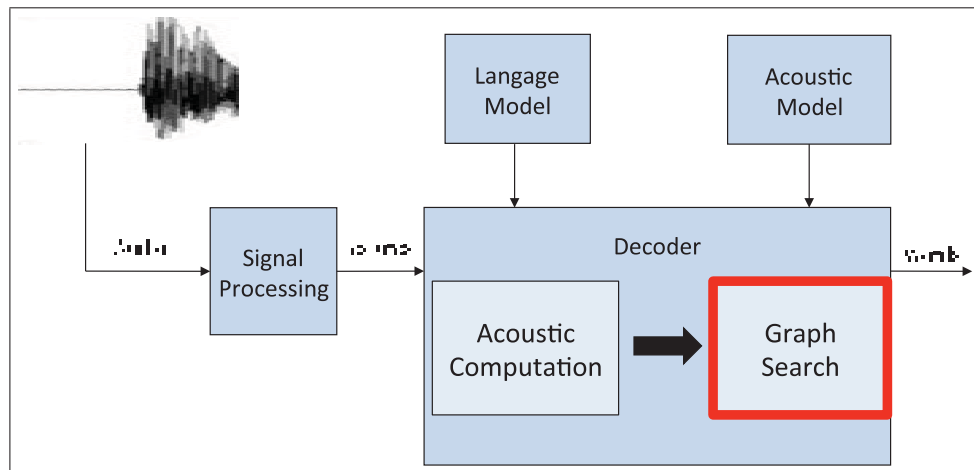 Langage
Model
Acoustic
Model
Signal
Processing
Decoder
Acoustic
Computation
Graph
Search